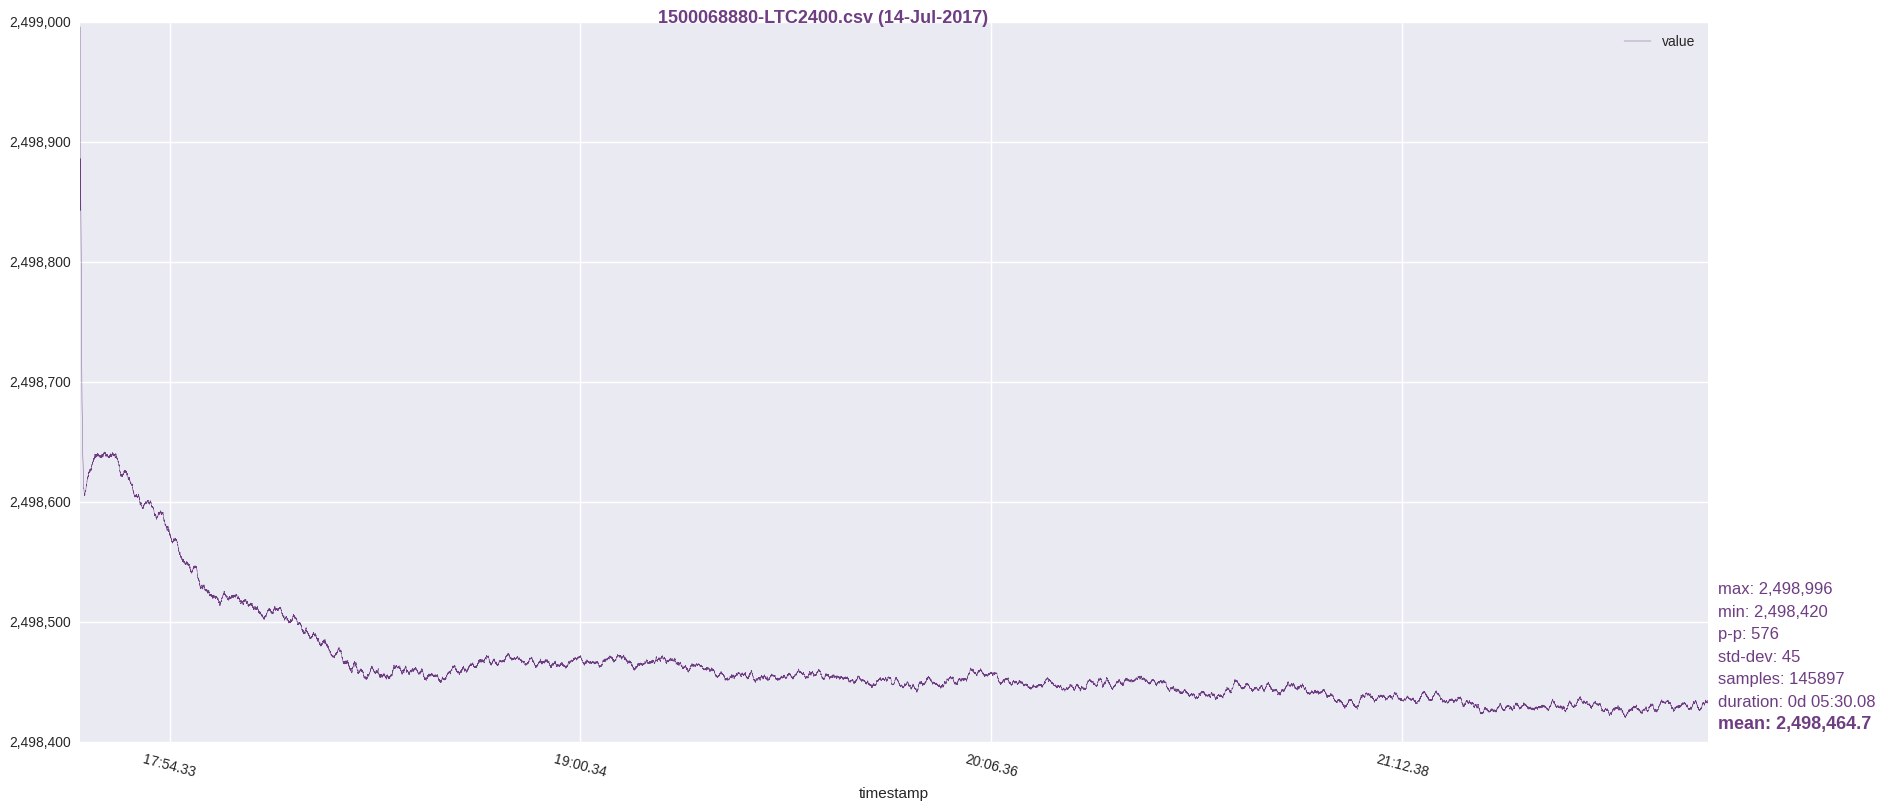 1500068880-LTC2400.csv (14-Jul-2017)
value
2,499,000
2,498,900
2,498,800
2,498,700
2,498,600
2,498,500
2,498,400
17:54.33
19:00.34
20:06.36
21:12.38
timestamp
max: 2,498,996
min: 2,498,420
p-p: 576
std-dev: 45
samples: 145897
duration: 0d 05:30.08
mean: 2,498,464.7